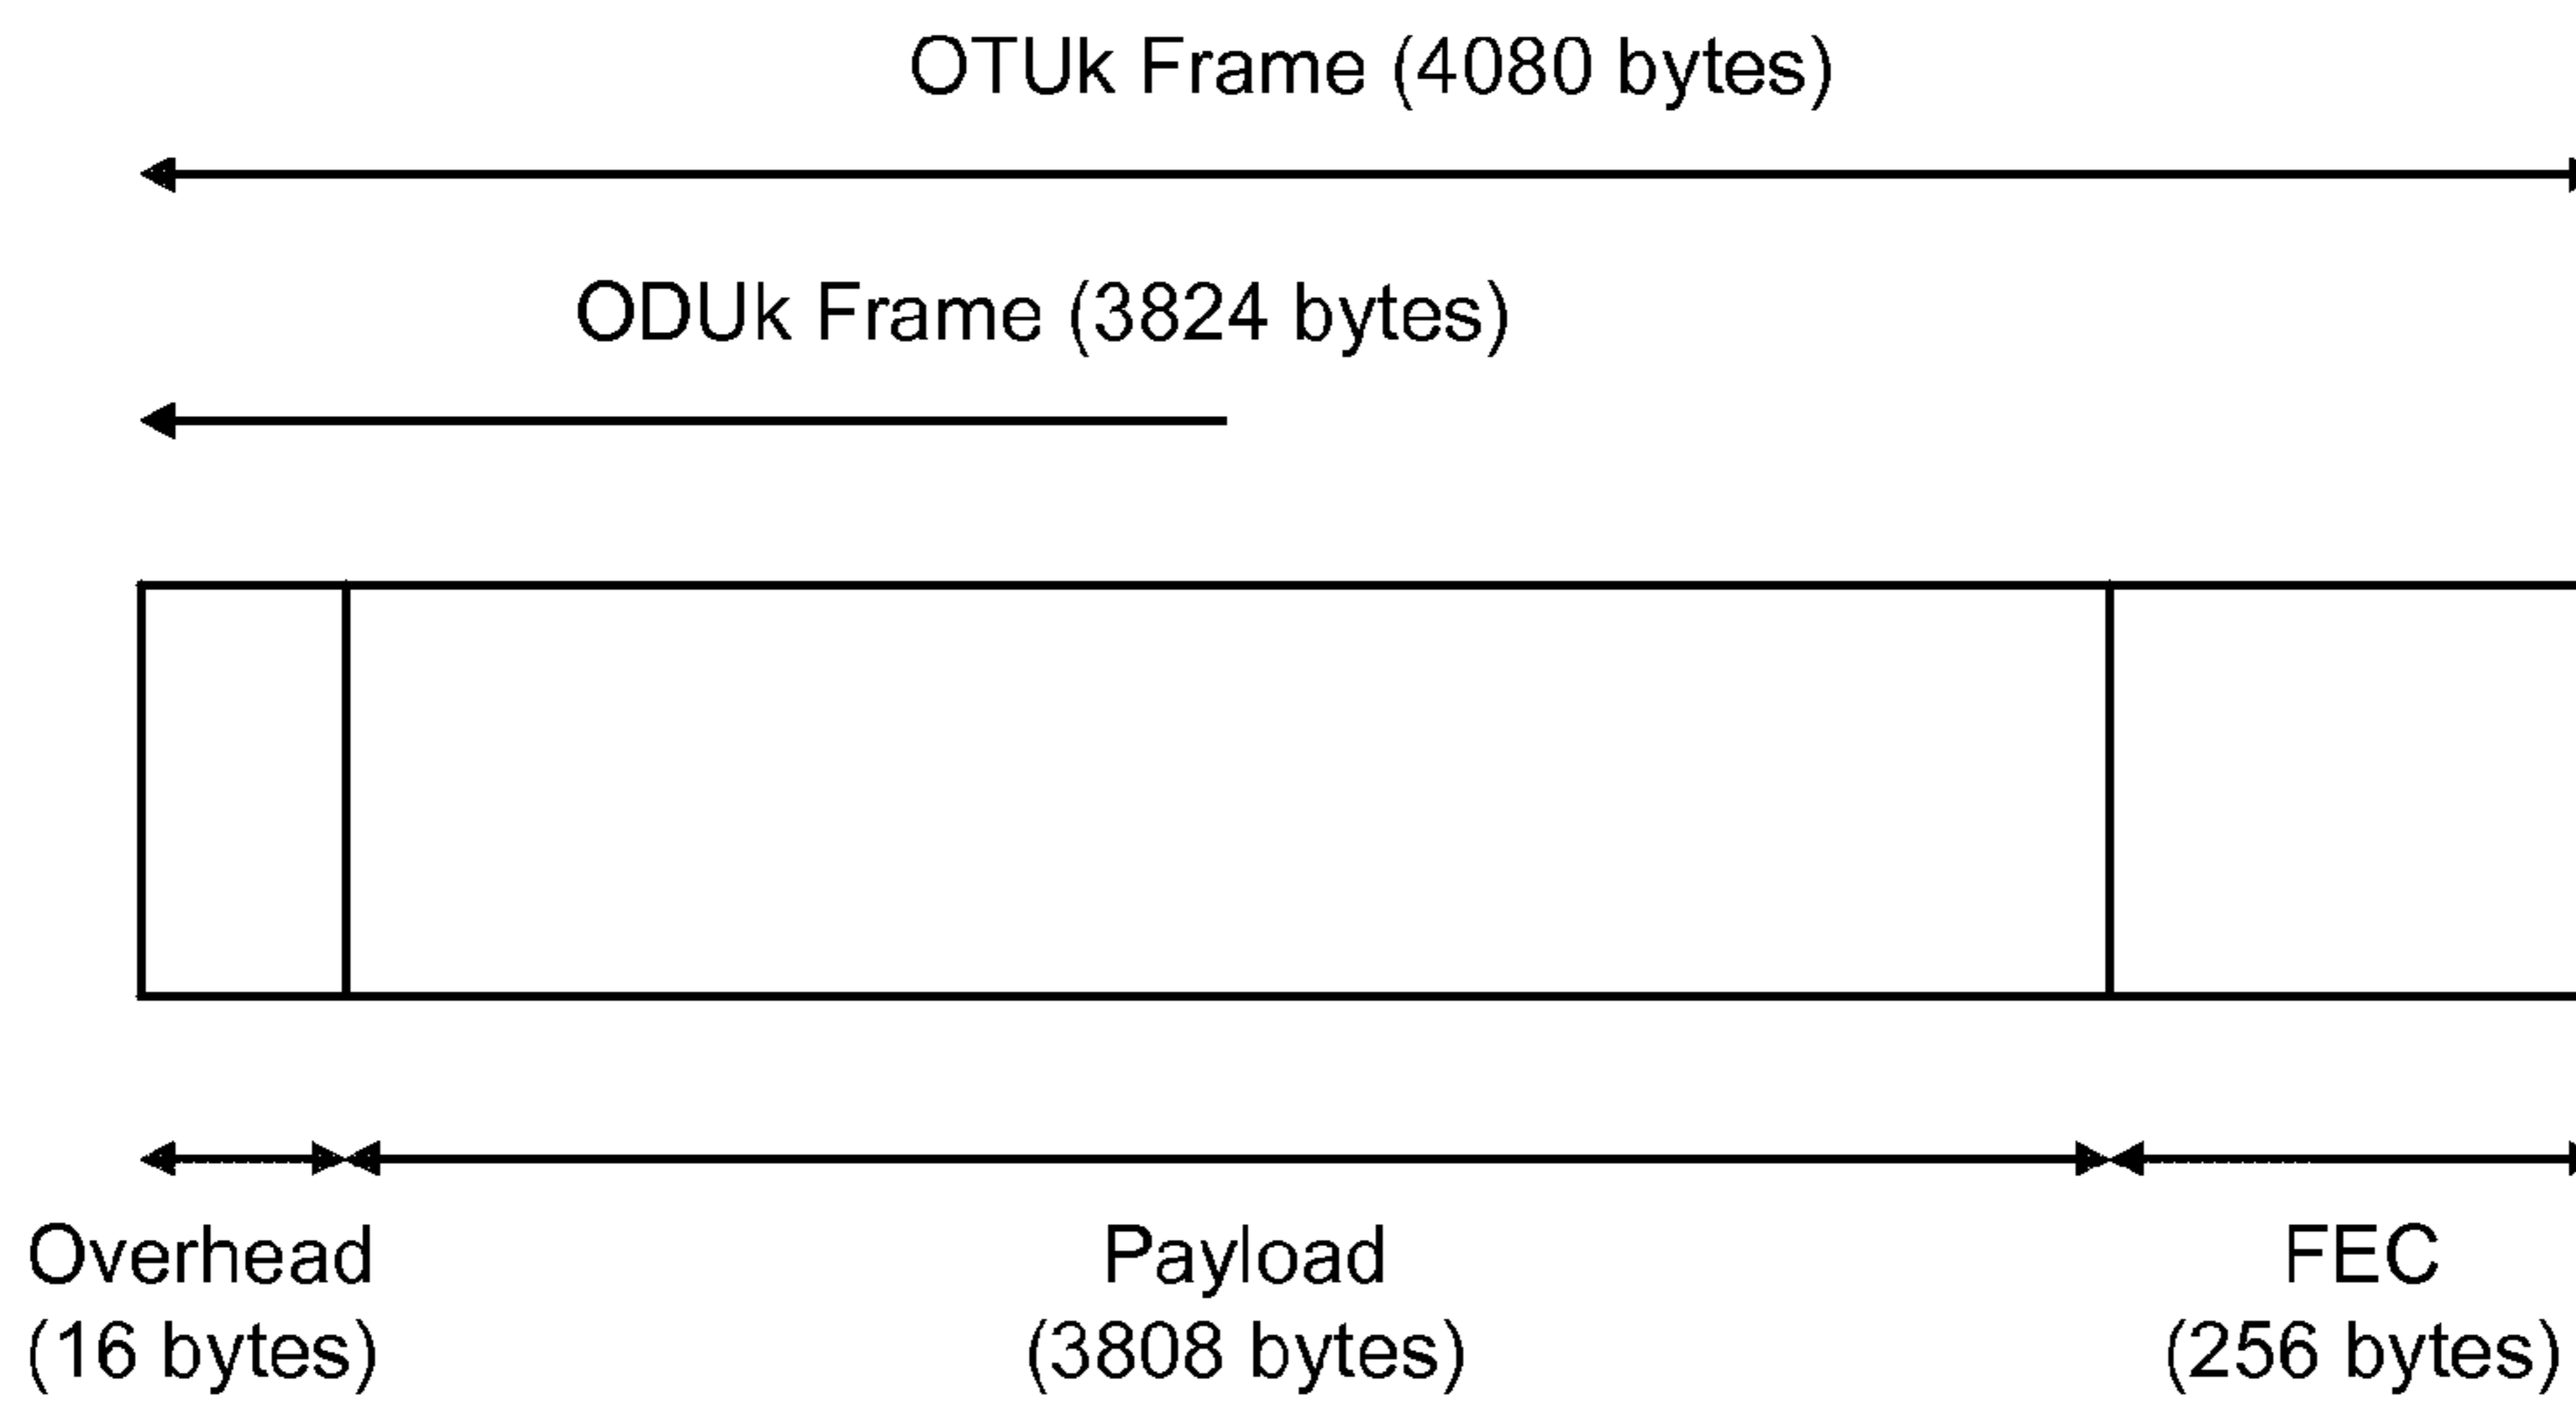 OTUk Frame (4080 bytes)
ODUk Frame (3824 bytes)
Overhead
(16 bytes)
Payload
(3808 bytes)
FEC
(256 bytes)